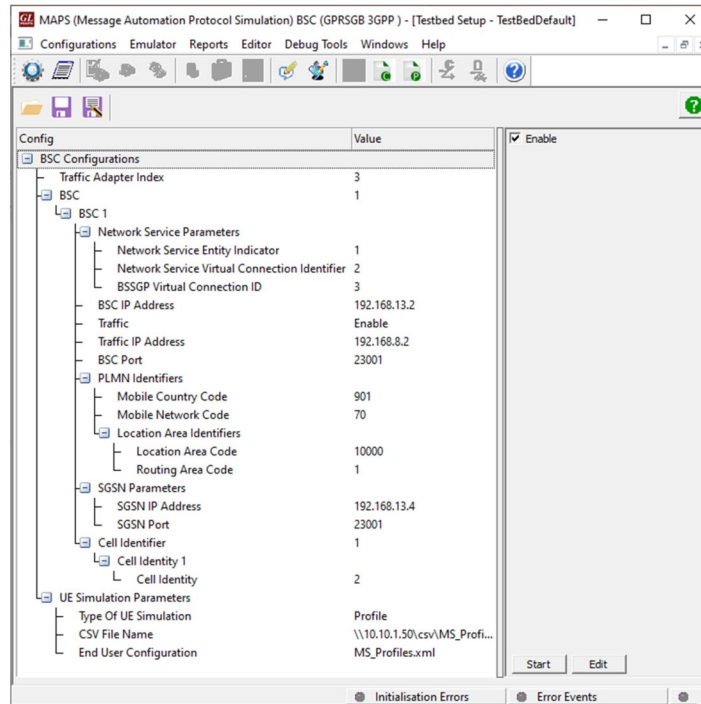 GL MAPS (Message Automation Protocol Simulation) BSC (GPRSGB 3GPP ) - [Testbed Setup - TestBedDefault]
Configurations Emulator Reports Editor Debug Tools Windows Help
Config Value
BSC Configurations
Traffic Adapter Index 3
BSC 1
BSC 1
Network Service Parameters
Network Service Entity Indicator 1
Network Service Virtual Connection Identifier 2
BSSGP Virtual Connection ID 3
BSC IP Address 192.168.13.2
Traffic Enable
Traffic IP Address 192.168.8.2
BSC Port 23001
PLMN Identifiers
Mobile Country Code 901
Mobile Network Code 70
Location Area Identifiers
Location Area Code 10000
Routing Area Code 1
SGSN Parameters
SGSN IP Address 192.168.13.4
SGSN Port 23001
Cell Identifier 1
Cell Identity 1
Cell Identity 2
UE Simulation Parameters
Type Of UE Simulation Profile
CSV File Name \\10.10.1.50\csv\MS_Profi...
End User Configuration MS_Profiles.xml
Enable
Start Edit
Initialisation Errors Error Events